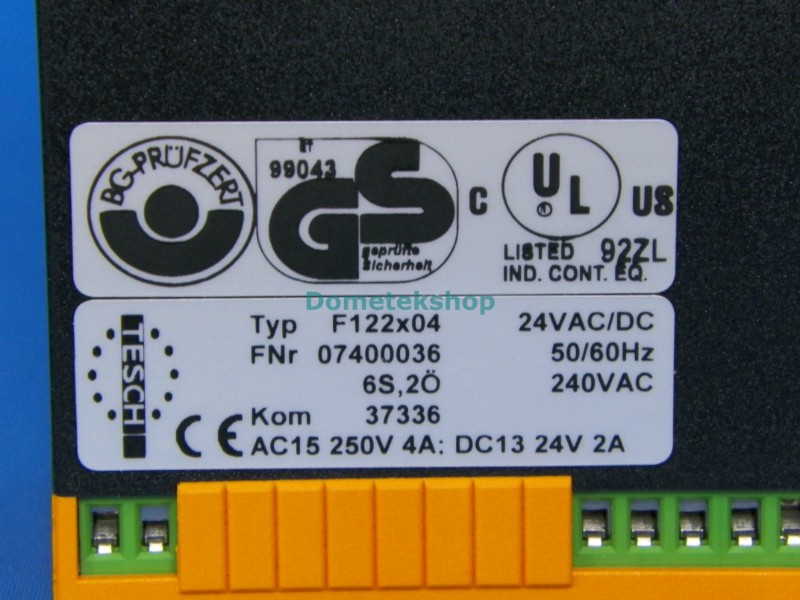 BG-PRÜFZERT
ET
99043
GS
geprüfte
Sicherheit
C UL US
LISTED 92ZL
IND. CONT. EQ.
Dometekshop
TESCH
Typ F122x04 24VAC/DC
FNr 07400036 50/60Hz
6S,2Ö 240VAC
Kom 37336
CE AC15 250V 4A: DC13 24V 2A